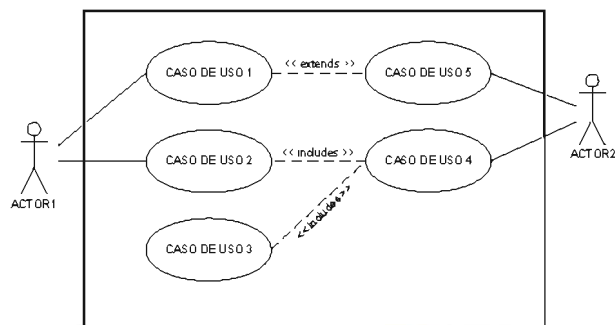 CASO DE USO 1
<< extends >>
CASO DE USO 5
CASO DE USO 2
<< includes >>
CASO DE USO 4
ACTOR1
ACTOR2
CASO DE USO 3
<<includes>>